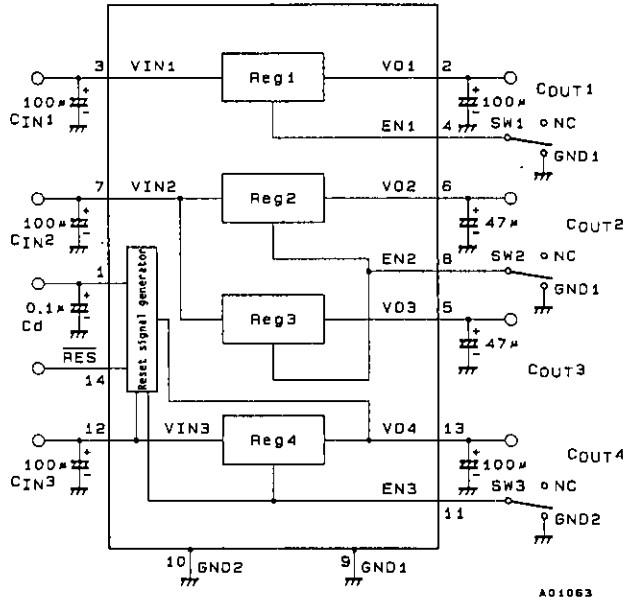 3 VIN1 Reg1 VO1 2
+
100μ
-
CIN1
+
100μ
-
COUT1
EN1 4 SW1 NC
GND1
7 VIN2 Reg2 VO2 6
+
100μ
-
CIN2
+
47μ
-
COUT2
EN2 8 SW2 NC
GND1
1
+
0.1μ
-
Cd
Reset signal generator
Reg3 VO3 5
+
47μ
-
COUT3
RES
14
12 VIN3 Reg4 VO4 13
+
100μ
-
CIN3
+
100μ
-
COUT4
EN3 11 SW3 NC
GND2
10 GND2 9 GND1
A01063